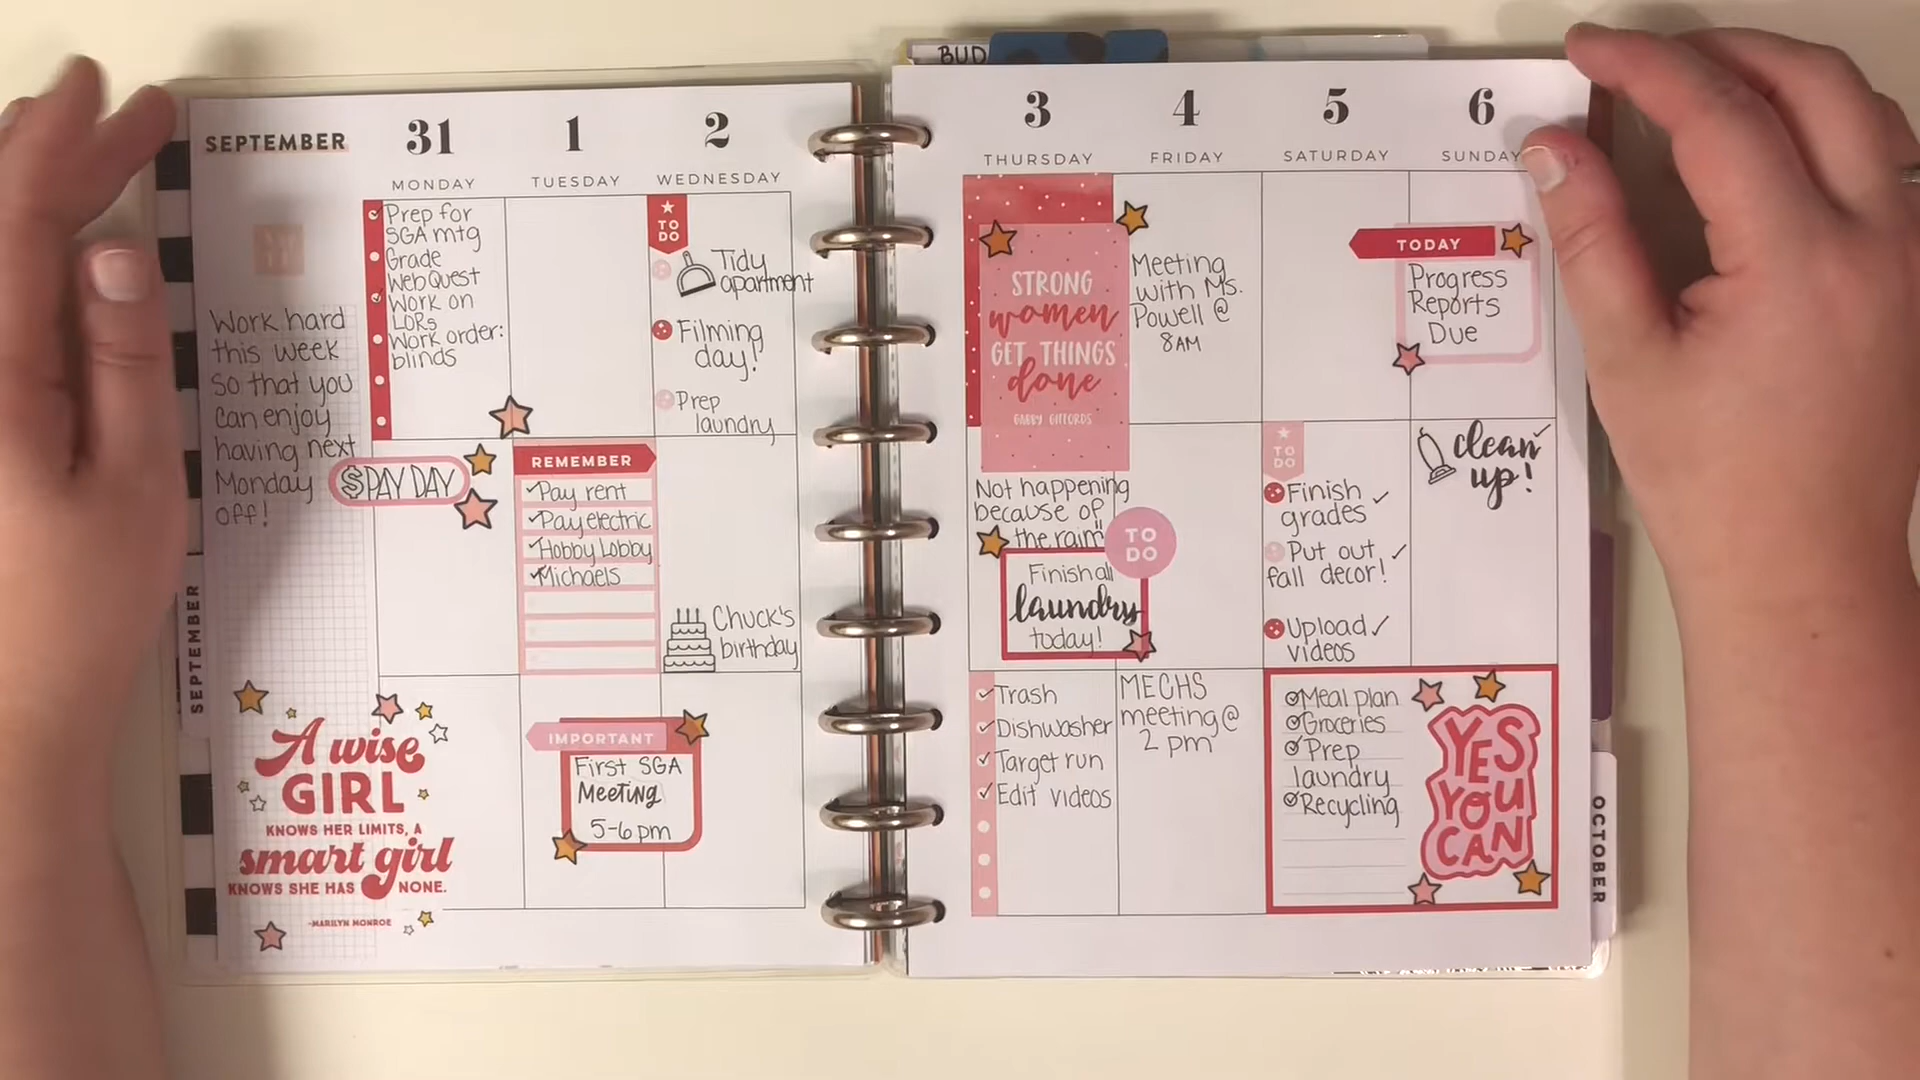 BUD
SEPTEMBER
31
MONDAY
1
TUESDAY
2
WEDNESDAY
3
THURSDAY
4
FRIDAY
5
SATURDAY
6
SUNDAY
Work hard
this week
so that you
can enjoy
having next
Monday
off!
SEPTEMBER
A wise
GIRL
KNOWS HER LIMITS, A
smart girl
KNOWS SHE HAS NONE.
-MARILYN MONROE
Prep for
SGA mtg
Grade
WebQuest
Work on
LORs
Work order:
blinds
$PAY DAY
REMEMBER
Pay rent
Pay electric
Hobby Lobby
Michaels
IMPORTANT
First SGA
Meeting
5-6pm
TO
DO
Tidy
apartment
Filming
day!
Prep
laundry
Chuck's
birthday
STRONG
women
GET THINGS
done
GABBY GIFFORDS
Not happening
because of
the rain"
TO
DO
Finish all
laundry
today!
Trash
Dishwasher
Target run
Edit videos
Meeting
with Ms.
Powell @
8AM
MECHS
meeting@
2 pm
TO
DO
Finish
grades
Put out
fall decor!
Upload
videos
Meal plan
Groceries
Prep
laundry
Recycling
TODAY
Progress
Reports
Due
clean
up!
YES
YOU
CAN
OCTOBER